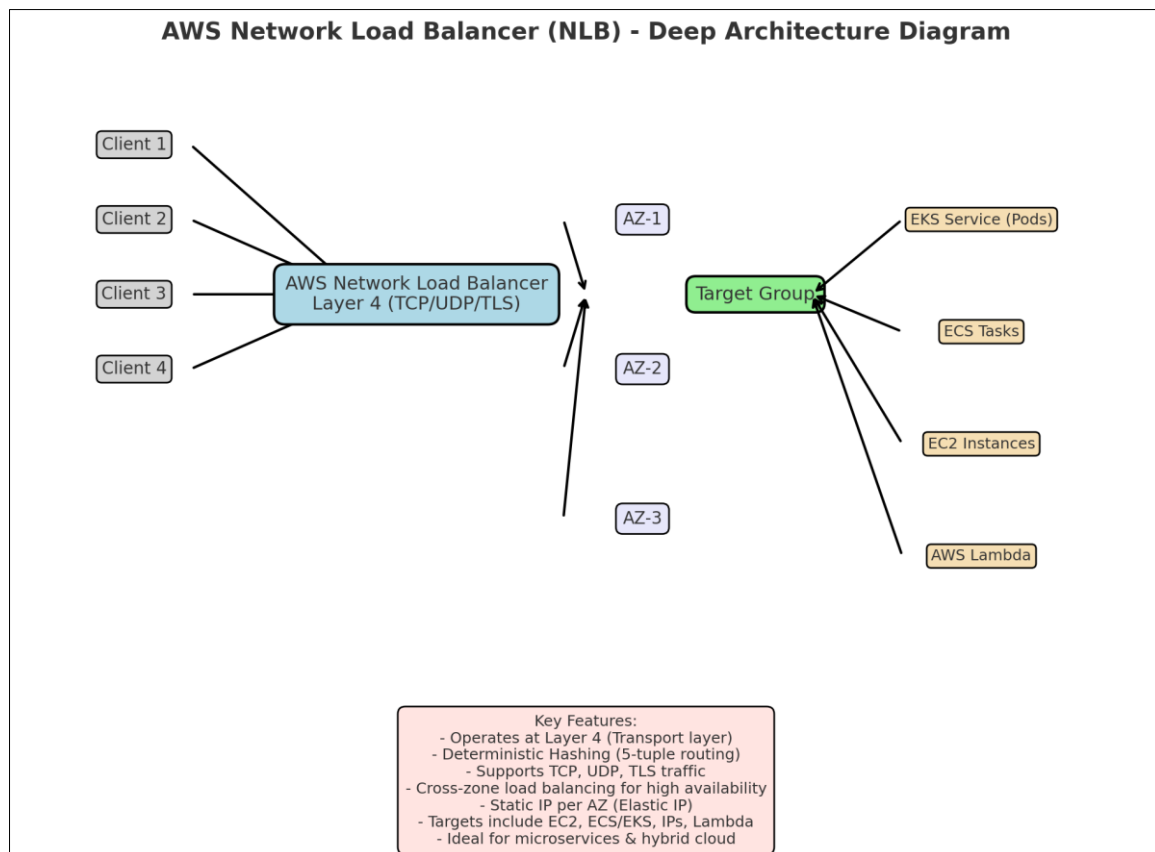 AWS Network Load Balancer (NLB) - Deep Architecture Diagram
Client 1
Client 2
Client 3
Client 4
AWS Network Load Balancer
Layer 4 (TCP/UDP/TLS)
AZ-1
AZ-2
AZ-3
Target Group
EKS Service (Pods)
ECS Tasks
EC2 Instances
AWS Lambda
Key Features:
- Operates at Layer 4 (Transport layer)
- Deterministic Hashing (5-tuple routing)
- Supports TCP, UDP, TLS traffic
- Cross-zone load balancing for high availability
- Static IP per AZ (Elastic IP)
- Targets include EC2, ECS/EKS, IPs, Lambda
- Ideal for microservices & hybrid cloud